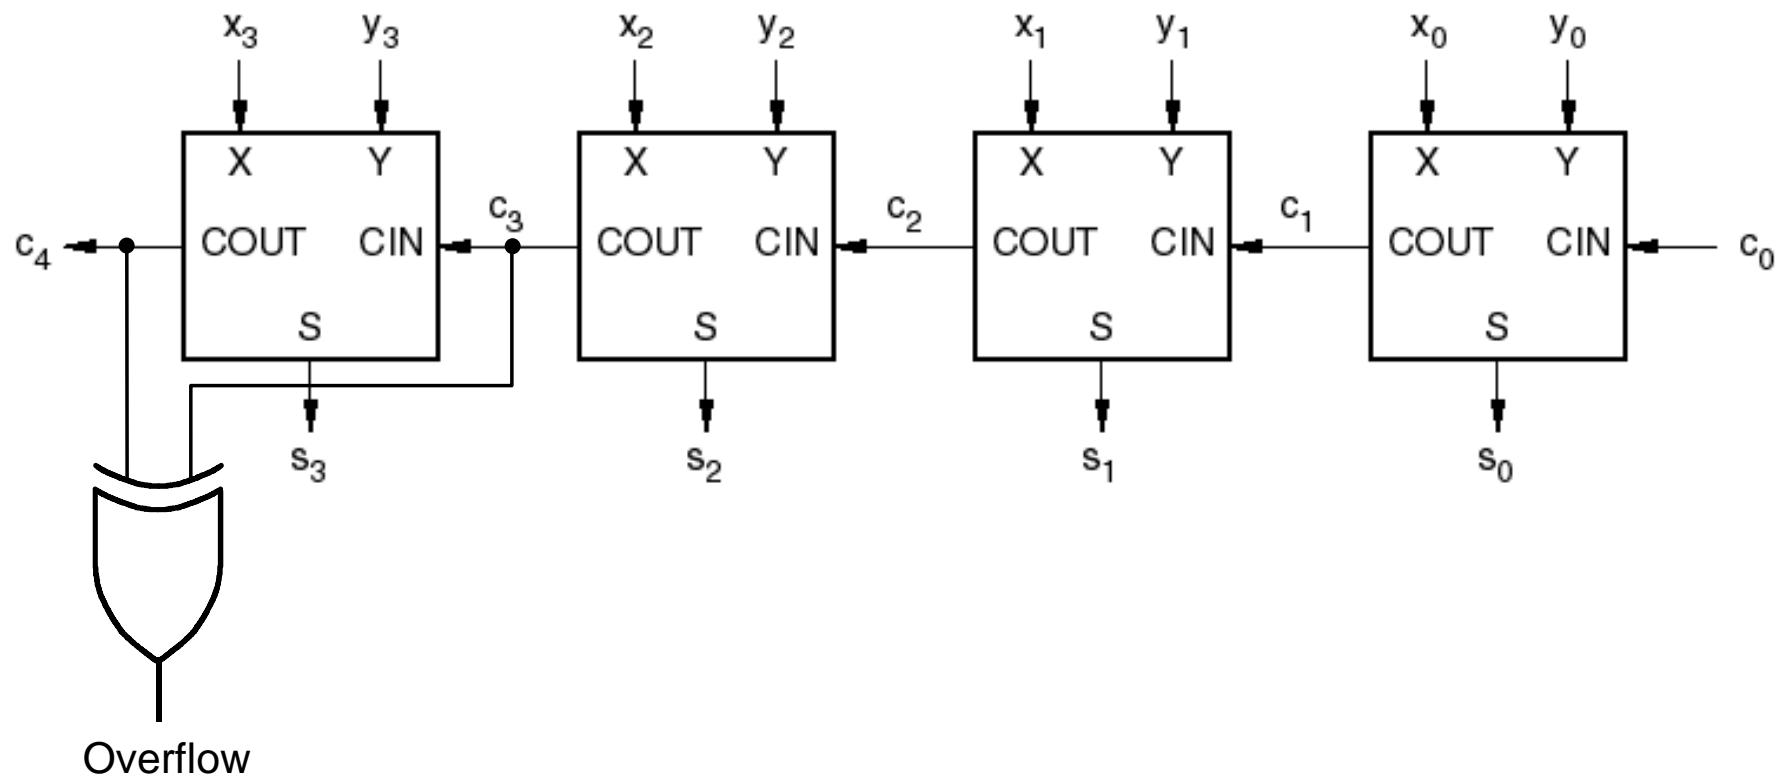 x₃ y₃ x₂ y₂ x₁ y₁ x₀ y₀
X Y X Y X Y X Y
c₃ c₂ c₁
c₄ COUT CIN COUT CIN COUT CIN COUT CIN c₀
S S S S
s₃ s₂ s₁ s₀
Overflow